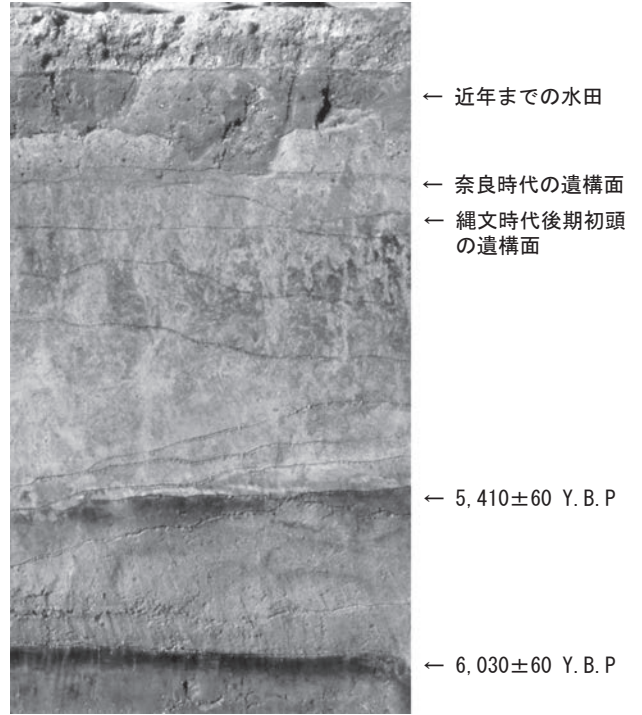 ← 近年までの水田
← 奈良時代の遺構面
← 縄文時代後期初頭
の遺構面
← 5,410±60 Y.B.P
← 6,030±60 Y.B.P